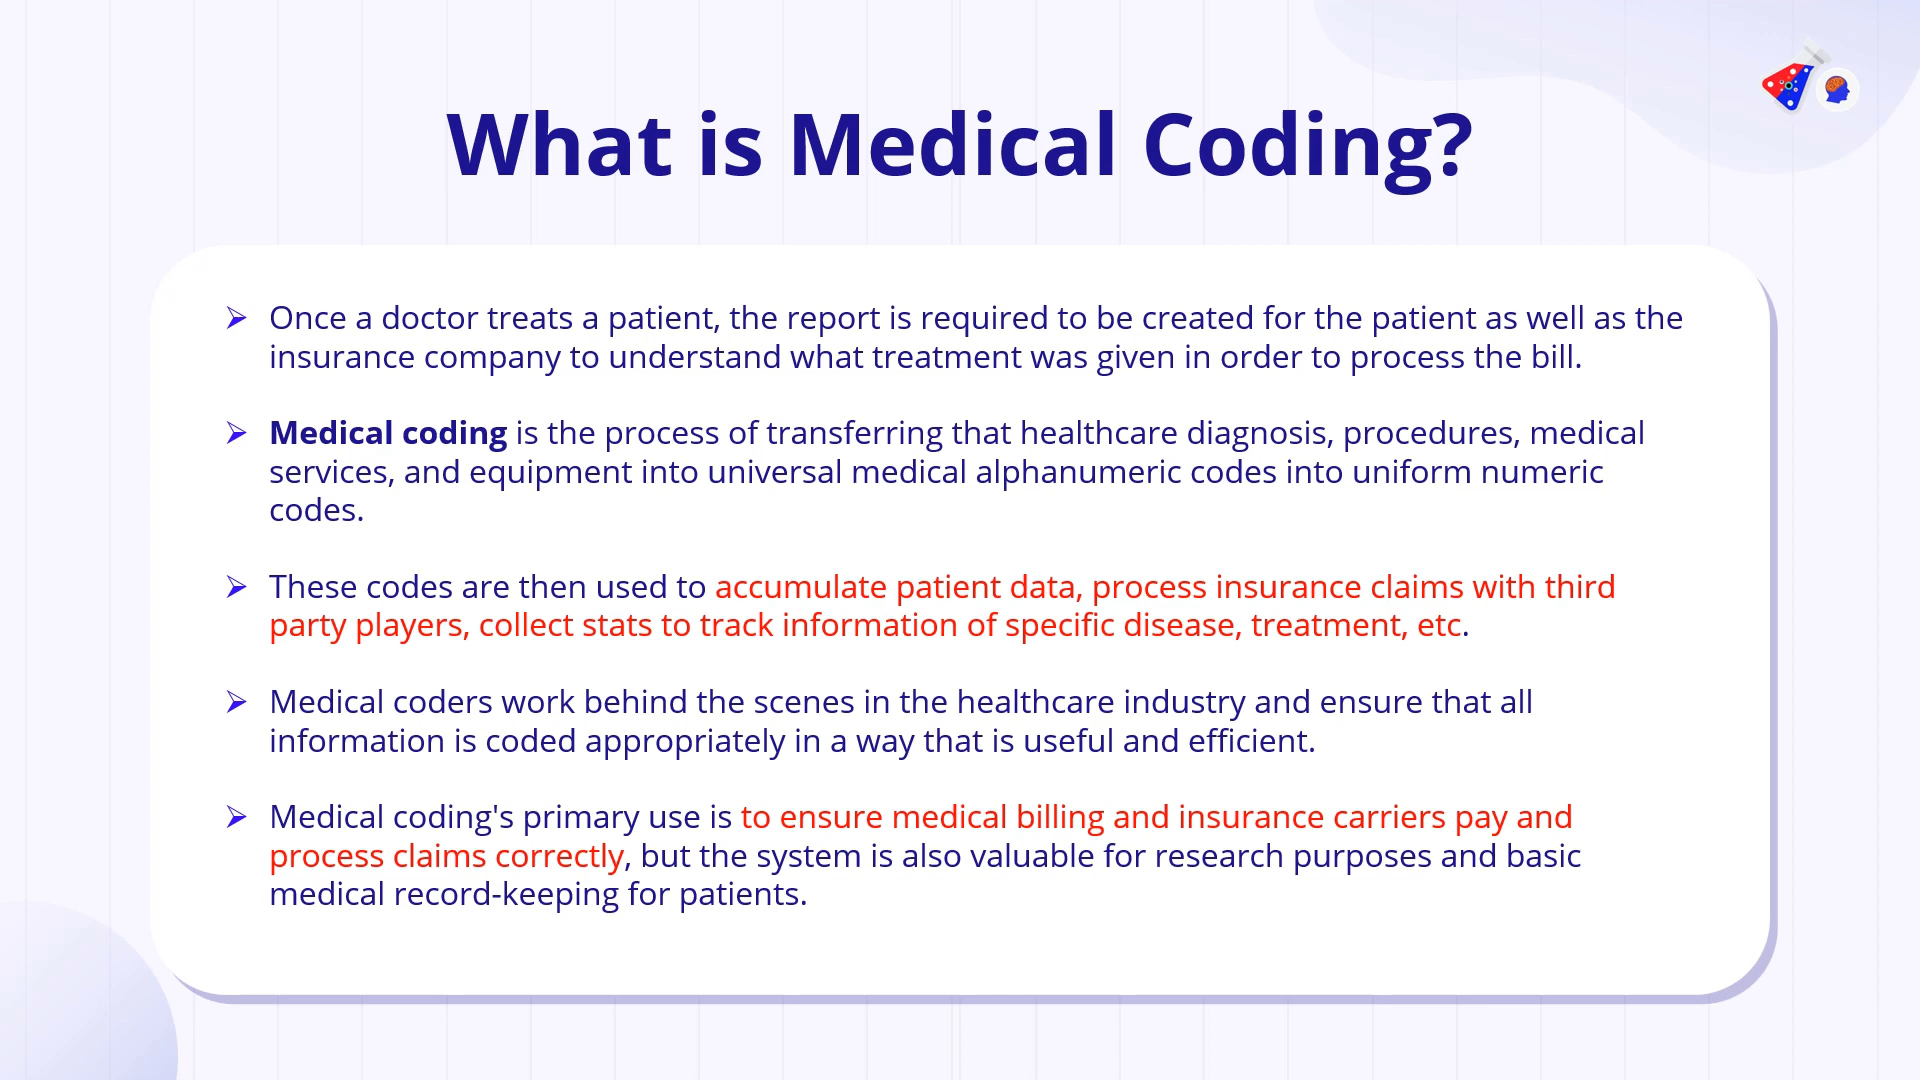 What is Medical Coding?
➢ Once a doctor treats a patient, the report is required to be created for the patient as well as the
insurance company to understand what treatment was given in order to process the bill.
➢ Medical coding is the process of transferring that healthcare diagnosis, procedures, medical
services, and equipment into universal medical alphanumeric codes into uniform numeric
codes.
➢ These codes are then used to accumulate patient data, process insurance claims with third
party players, collect stats to track information of specific disease, treatment, etc.
➢ Medical coders work behind the scenes in the healthcare industry and ensure that all
information is coded appropriately in a way that is useful and efficient.
➢ Medical coding's primary use is to ensure medical billing and insurance carriers pay and
process claims correctly, but the system is also valuable for research purposes and basic
medical record-keeping for patients.